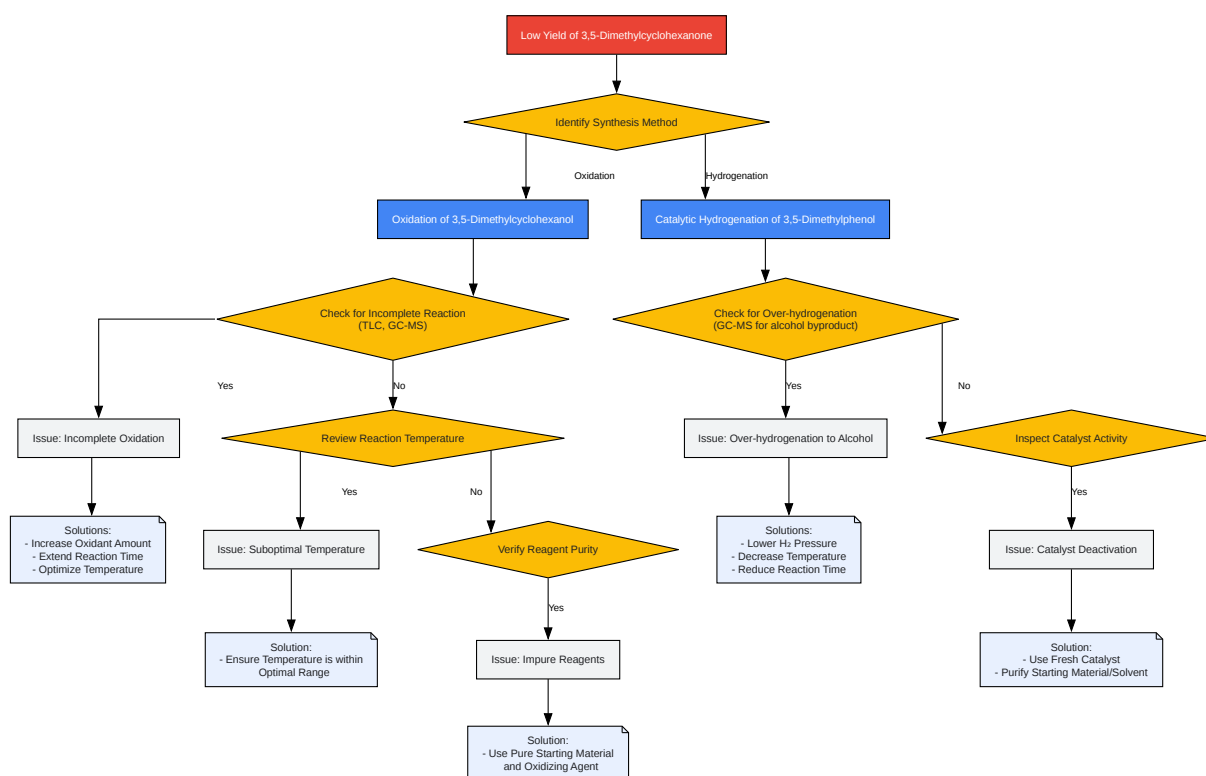 Low Yield of 3,5-Dimethylcyclohexanone
Identify Synthesis Method
Oxidation
Hydrogenation
Oxidation of 3,5-Dimethylcyclohexanol
Catalytic Hydrogenation of 3,5-Dimethylphenol
Check for Incomplete Reaction
(TLC, GC-MS)
Check for Over-hydrogenation
(GC-MS for alcohol byproduct)
Yes
No
Yes
No
Issue: Incomplete Oxidation
Review Reaction Temperature
Issue: Over-hydrogenation to Alcohol
Inspect Catalyst Activity
Yes
No
Yes
Solutions:
- Increase Oxidant Amount
- Extend Reaction Time
- Optimize Temperature
Issue: Suboptimal Temperature
Verify Reagent Purity
Solutions:
- Lower H₂ Pressure
- Decrease Temperature
- Reduce Reaction Time
Issue: Catalyst Deactivation
Yes
Solution:
- Ensure Temperature is within
Optimal Range
Issue: Impure Reagents
Solution:
- Use Fresh Catalyst
- Purify Starting Material/Solvent
Solution:
- Use Pure Starting Material
and Oxidizing Agent